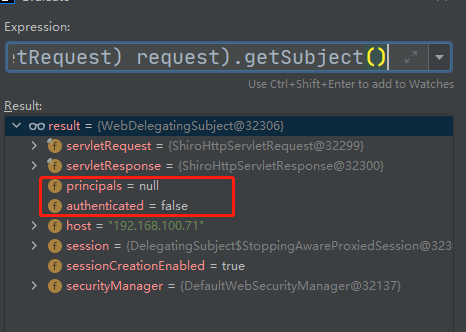 Expression:
etRequest) request).getSubject()
Use Ctrl+Shift+Enter to add to Watches
Result:
result = {WebDelegatingSubject@32306}
f servletRequest = {ShiroHttpServletRequest@32299}
f servletResponse = {ShiroHttpServletResponse@32300}
f principals = null
f authenticated = false
f host = "192.168.100.71"
f session = {DelegatingSubject$StoppingAwareProxiedSession@323
f sessionCreationEnabled = true
f securityManager = {DefaultWebSecurityManager@32137}